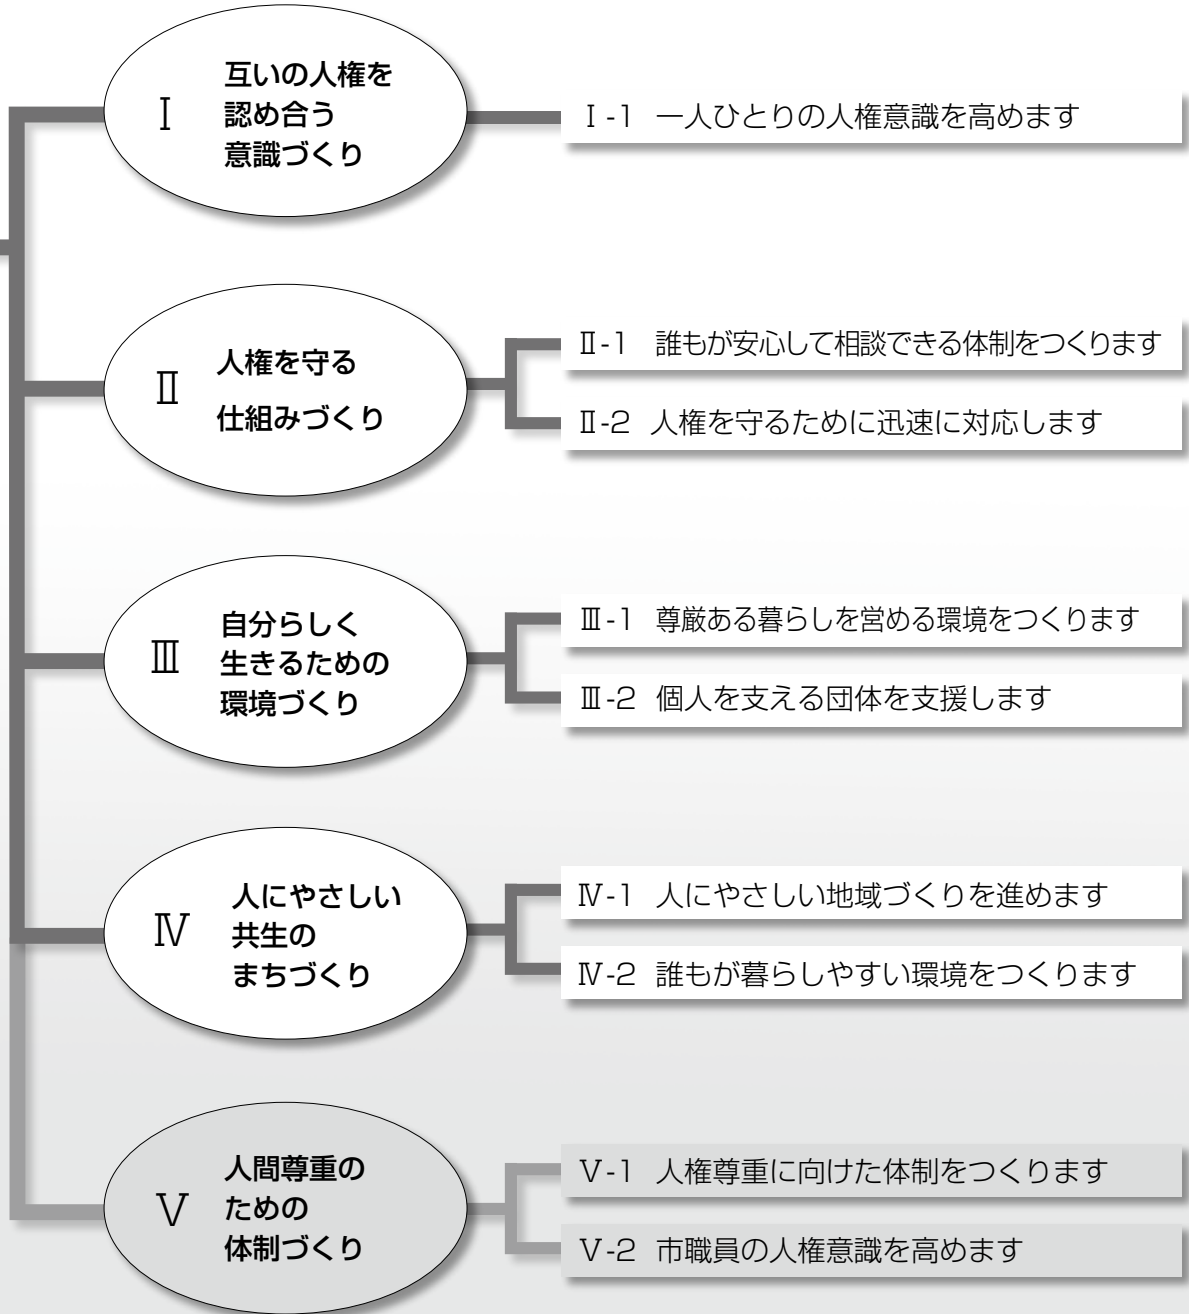 Ⅰ
互いの人権を
認め合う
意識づくり
Ⅰ-1 一人ひとりの人権意識を高めます
Ⅱ
人権を守る
仕組みづくり
Ⅱ-1 誰もが安心して相談できる体制をつくります
Ⅱ-2 人権を守るために迅速に対応します
Ⅲ
自分らしく
生きるための
環境づくり
Ⅲ-1 尊厳ある暮らしを営める環境をつくります
Ⅲ-2 個人を支える団体を支援します
Ⅳ
人にやさしい
共生の
まちづくり
Ⅳ-1 人にやさしい地域づくりを進めます
Ⅳ-2 誰もが暮らしやすい環境をつくります
Ⅴ
人間尊重の
ための
体制づくり
Ⅴ-1 人権尊重に向けた体制をつくります
Ⅴ-2 市職員の人権意識を高めます